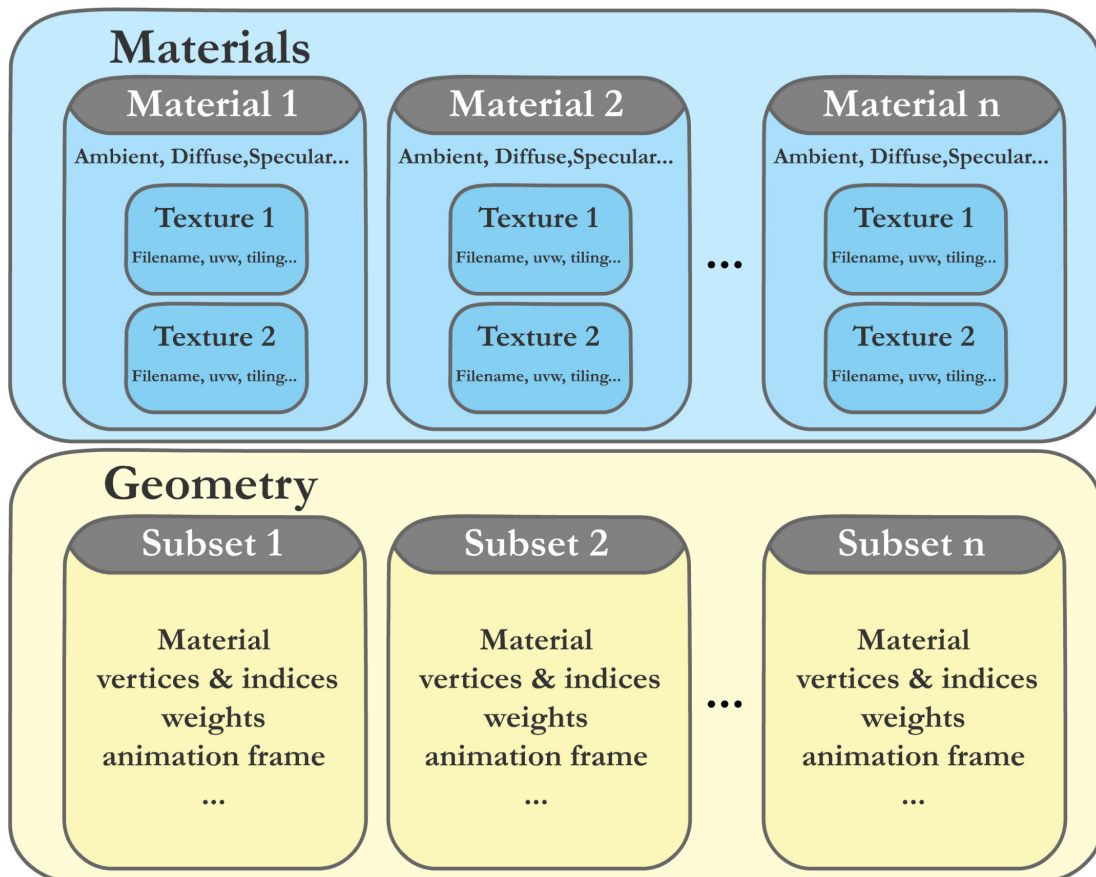 Materials
Material 1
Ambient, Diffuse,Specular...
Texture 1
Filename, uvw, tiling...
Texture 2
Filename, uvw, tiling...
Material 2
Ambient, Diffuse,Specular...
Texture 1
Filename, uvw, tiling...
Texture 2
Filename, uvw, tiling...
...
Material n
Ambient, Diffuse,Specular...
Texture 1
Filename, uvw, tiling...
Texture 2
Filename, uvw, tiling...
Geometry
Subset 1
Material
vertices & indices
weights
animation frame
...
Subset 2
Material
vertices & indices
weights
animation frame
...
...
Subset n
Material
vertices & indices
weights
animation frame
...